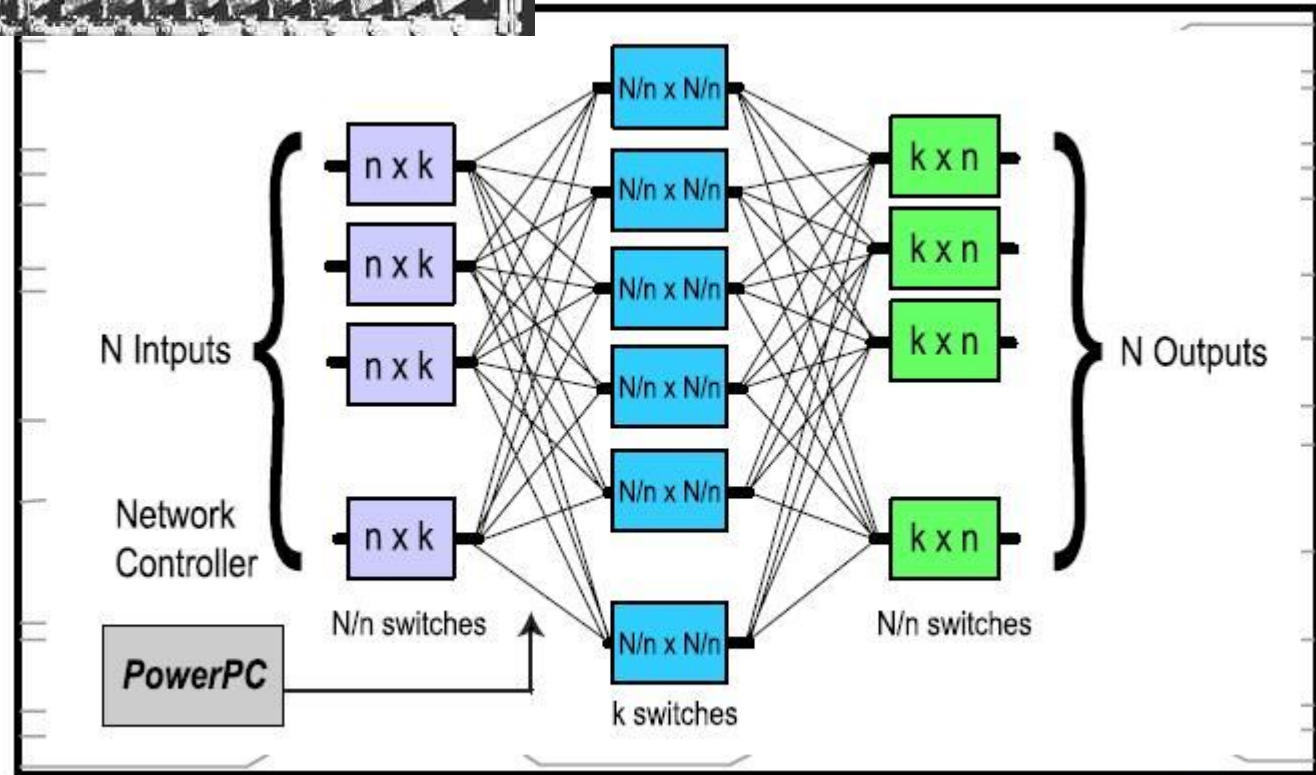 N/n x N/n
N/n x N/n
N/n x N/n
N/n x N/n
N/n x N/n
N/n x N/n
k switches
n x k
n x k
n x k
n x k
N/n switches
k x n
k x n
k x n
k x n
N/n switches
N Intputs
N Outputs
Network
Controller
PowerPC